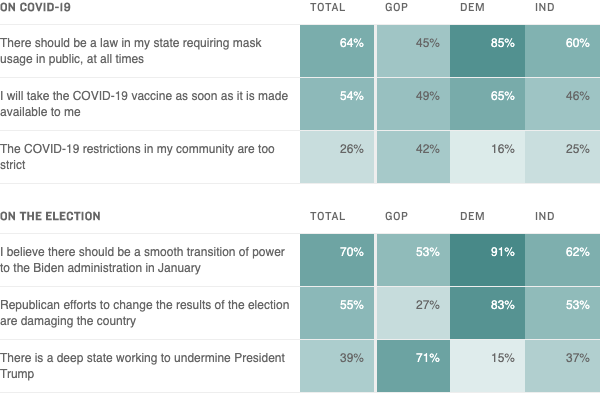 ON COVID-19 TOTAL GOP DEM IND
There should be a law in my state requiring mask
usage in public, at all times
64% 45% 85% 60%
I will take the COVID-19 vaccine as soon as it is made
available to me
54% 49% 65% 46%
The COVID-19 restrictions in my community are too
strict
26% 42% 16% 25%
ON THE ELECTION TOTAL GOP DEM IND
I believe there should be a smooth transition of power
to the Biden administration in January
70% 53% 91% 62%
Republican efforts to change the results of the election
are damaging the country
55% 27% 83% 53%
There is a deep state working to undermine President
Trump
39% 71% 15% 37%